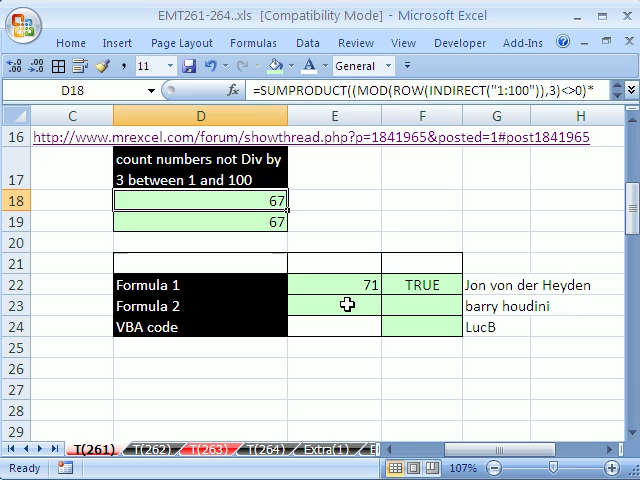 EMT261-264..xls [Compatibility Mode] - Microsoft Excel
Home Insert Page Layout Formulas Data Review View Developer Add-Ins
11 General
D18 fx =SUMPRODUCT((MOD(ROW(INDIRECT("1:100")),3)<>0)*
C D E F G H
16 http://www.mrexcel.com/forum/showthread.php?p=1841965&posted=1#post1841965
count numbers not Div by
17 3 between 1 and 100
18 67
19 67
20
21
22 Formula 1 71 TRUE Jon von der Heyden
23 Formula 2 barry houdini
24 VBA code LucB
25
26
27
28
29
T(261) T(262) T(263) T(264) Extra(1)
Ready 107%